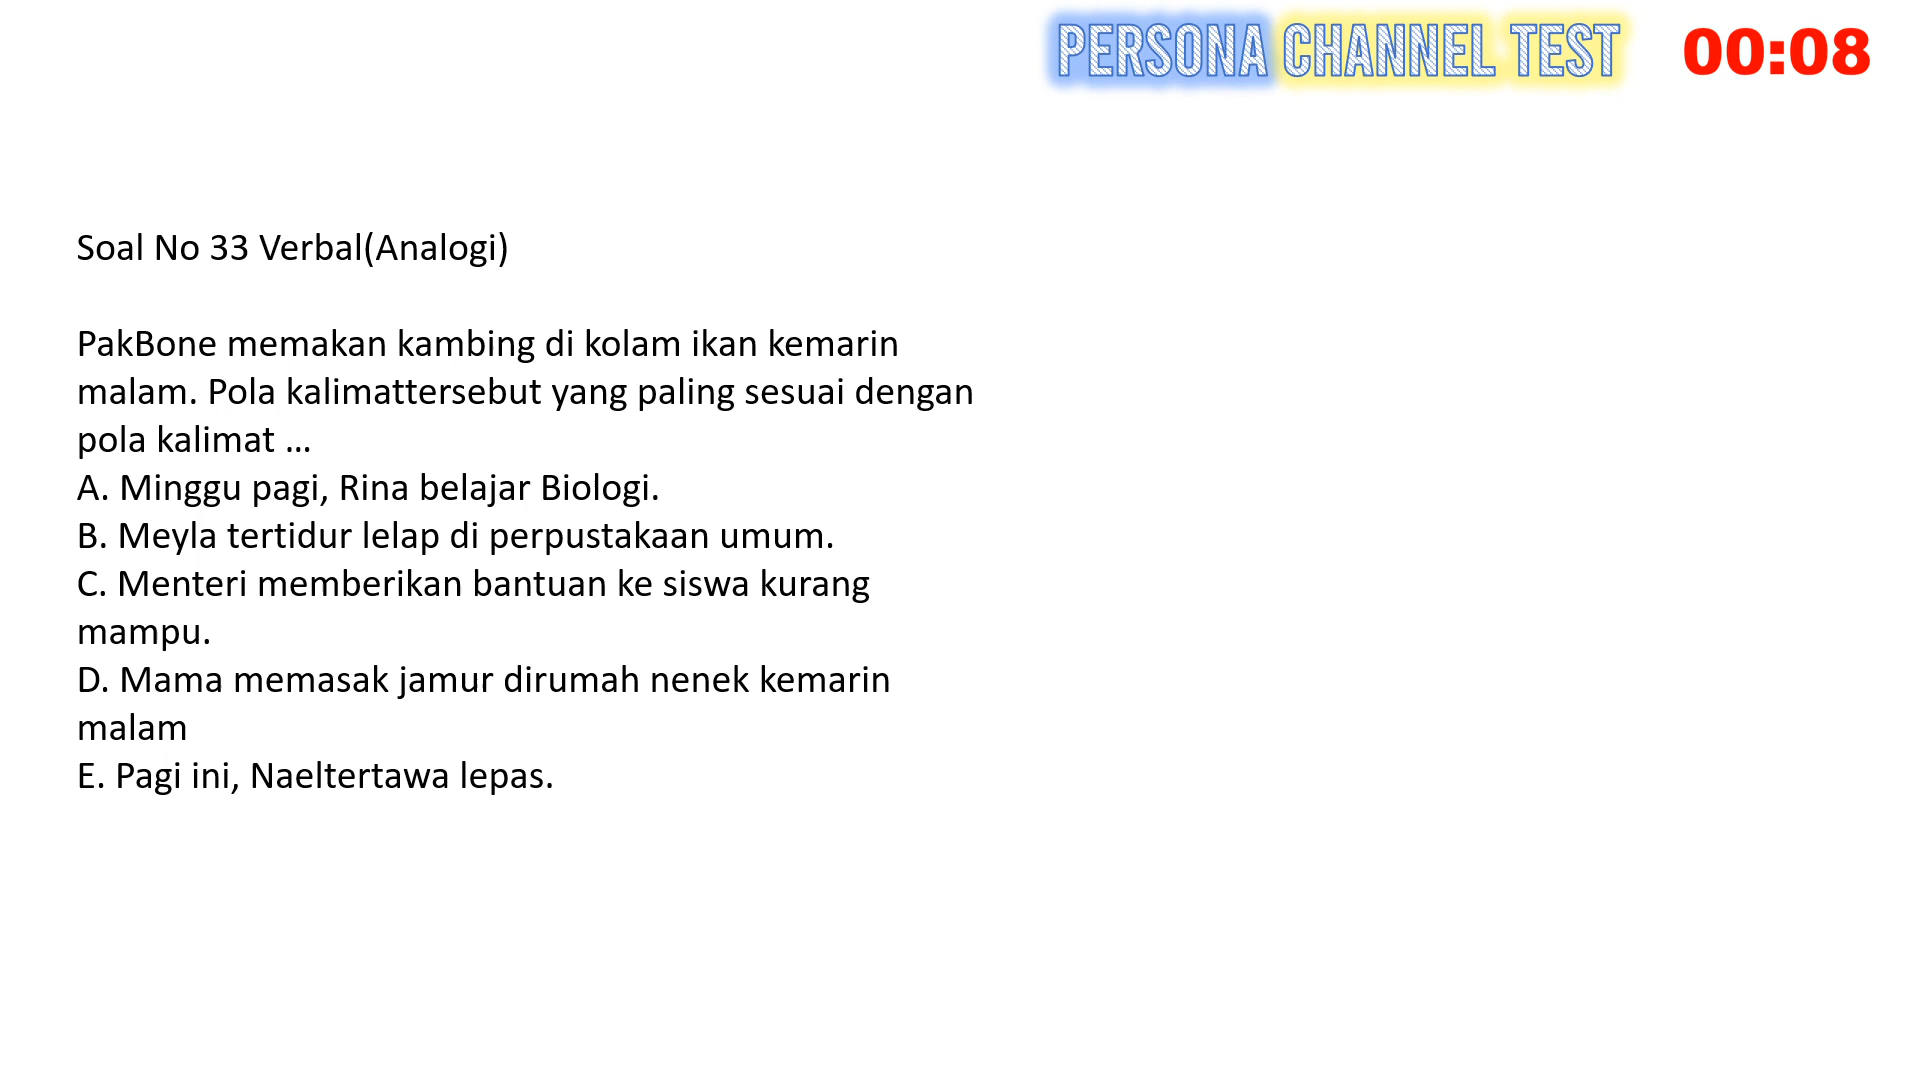 PERSONA CHANNEL TEST 00:08
Soal No 33 Verbal(Analogi)
PakBone memakan kambing di kolam ikan kemarin
malam. Pola kalimattersebut yang paling sesuai dengan
pola kalimat ...
A. Minggu pagi, Rina belajar Biologi.
B. Meyla tertidur lelap di perpustakaan umum.
C. Menteri memberikan bantuan ke siswa kurang
mampu.
D. Mama memasak jamur dirumah nenek kemarin
malam
E. Pagi ini, Naeltertawa lepas.